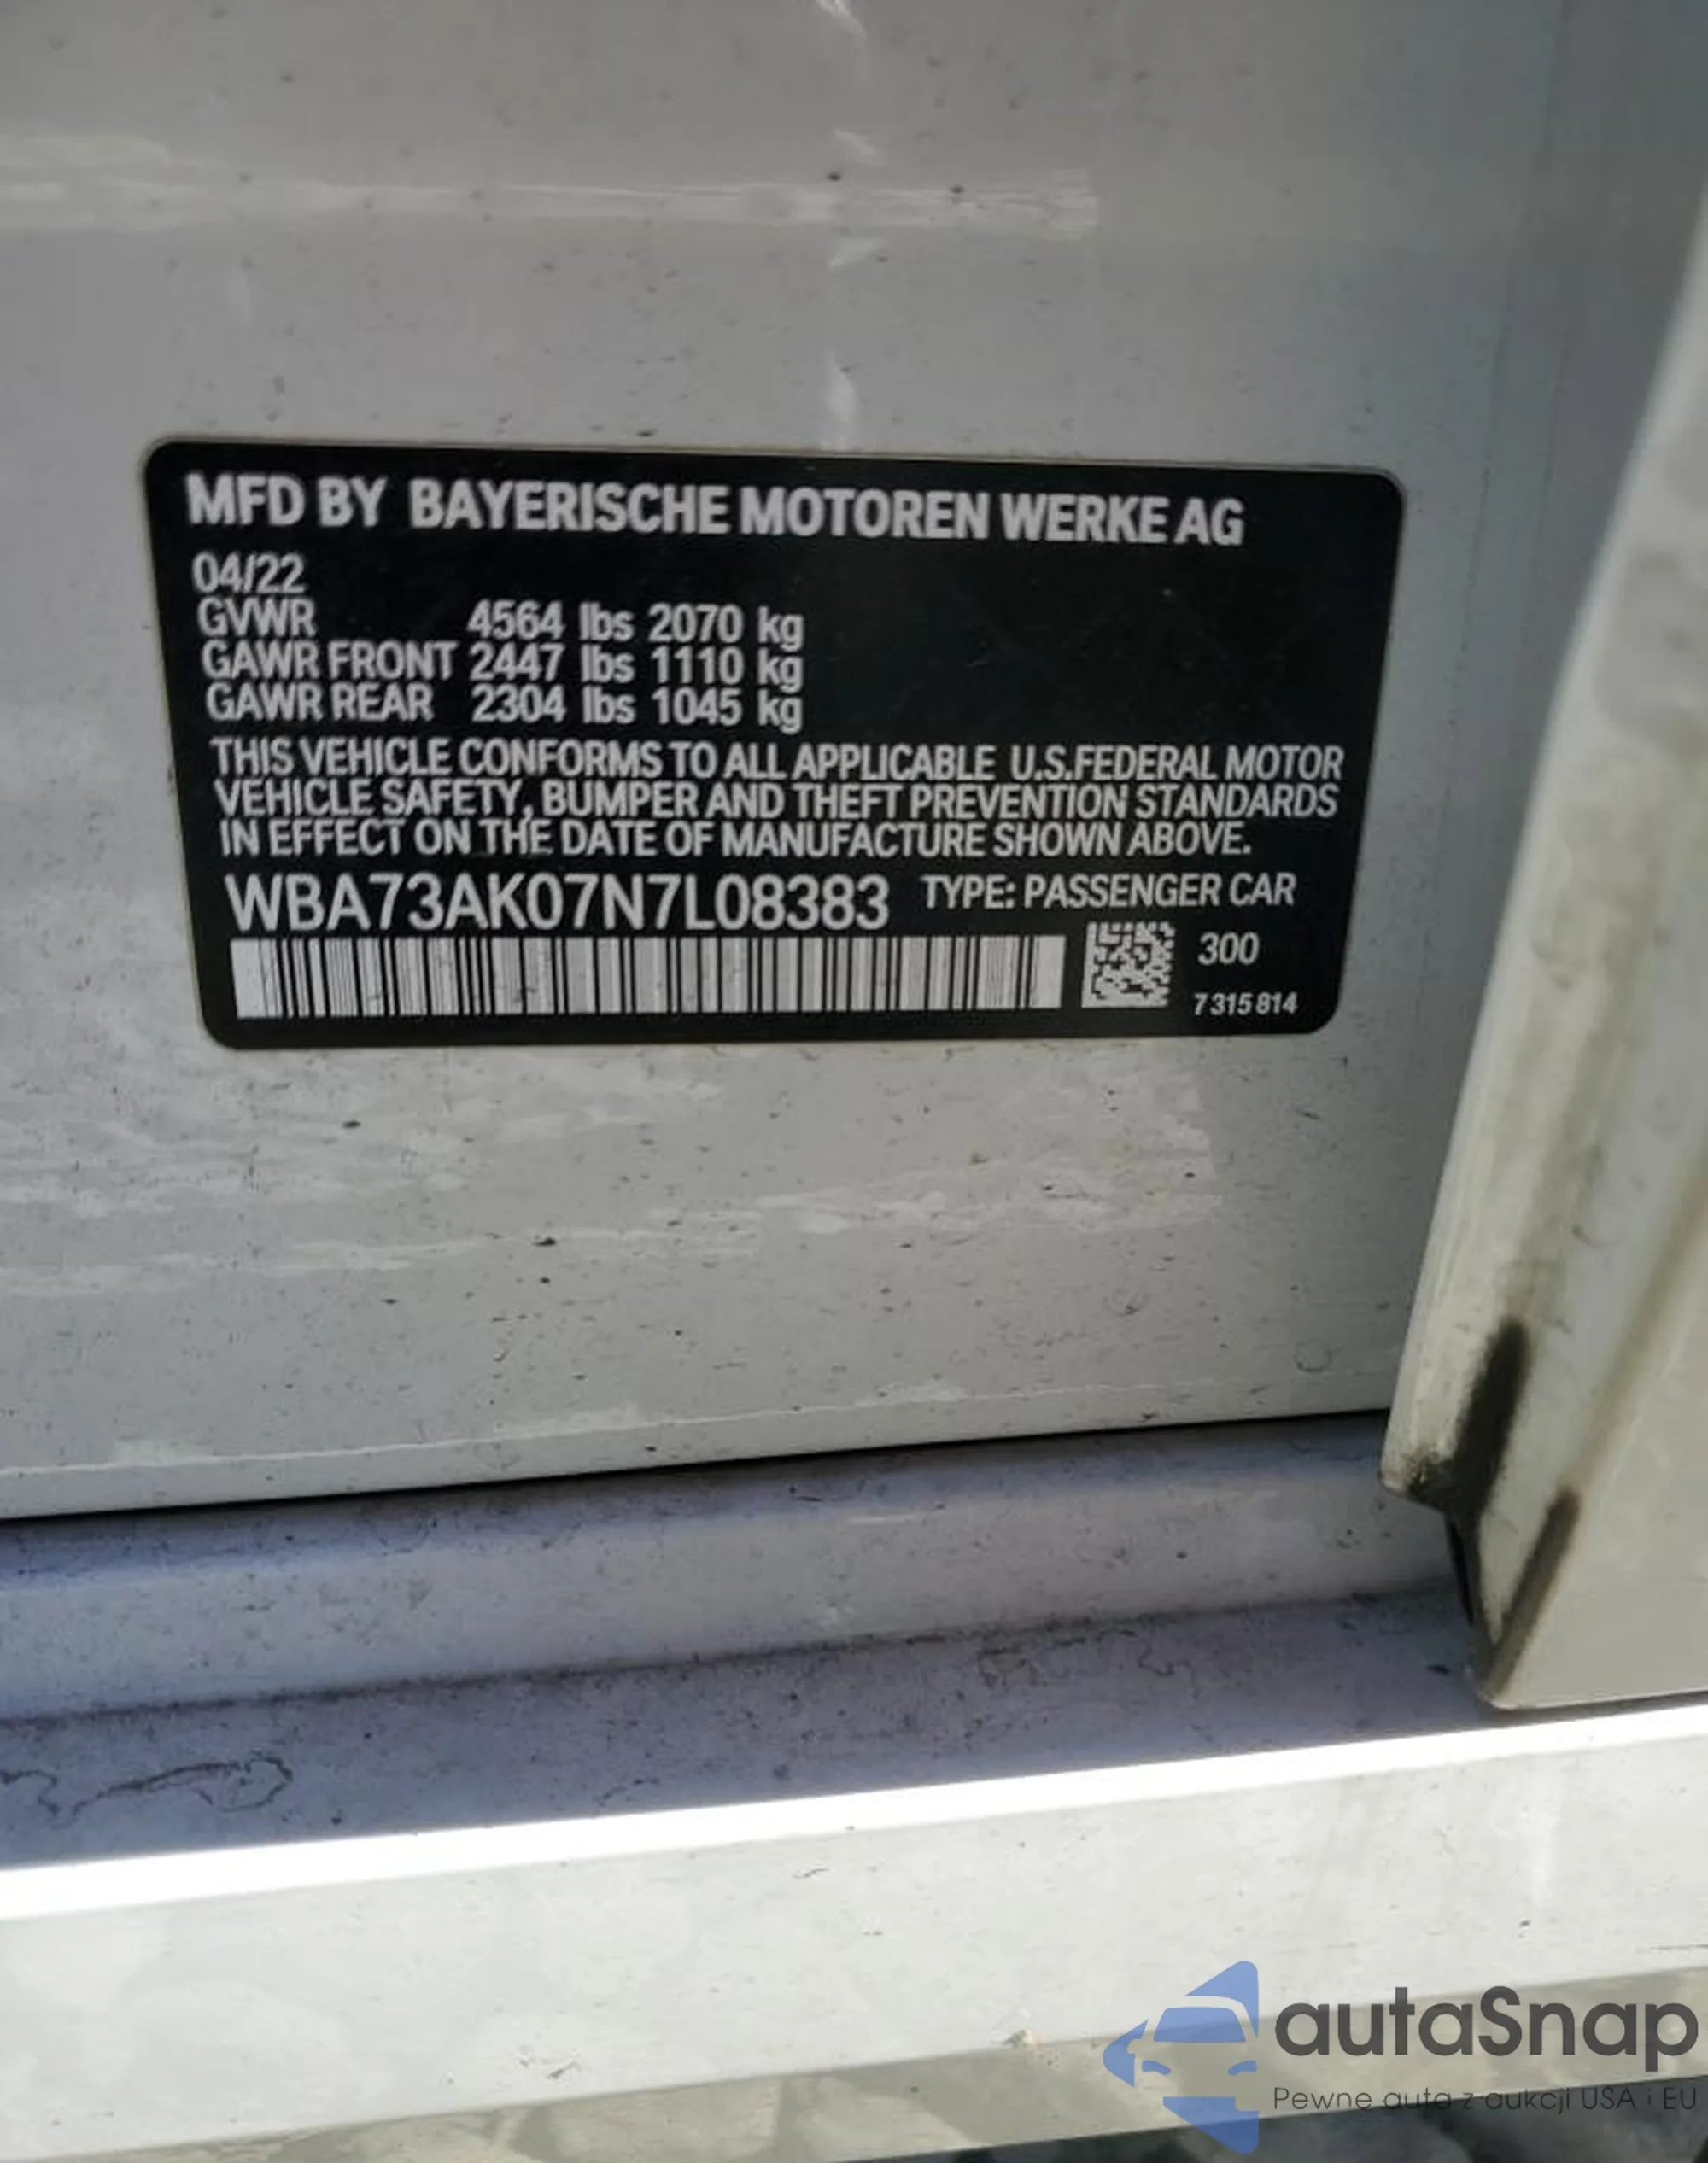 MFD BY BAYERISCHE MOTOREN WERKE AG
04/22
GVWR 4564 lbs 2070 kg
GAWR FRONT 2447 lbs 1110 kg
GAWR REAR 2304 lbs 1045 kg
THIS VEHICLE CONFORMS TO ALL APPLICABLE U.S.FEDERAL MOTOR
VEHICLE SAFETY, BUMPER AND THEFT PREVENTION STANDARDS
IN EFFECT ON THE DATE OF MANUFACTURE SHOWN ABOVE.
WBA73AK07N7L08383 TYPE: PASSENGER CAR
300
7315814
autaSnap
Pewne auta z aukcji USA i EU